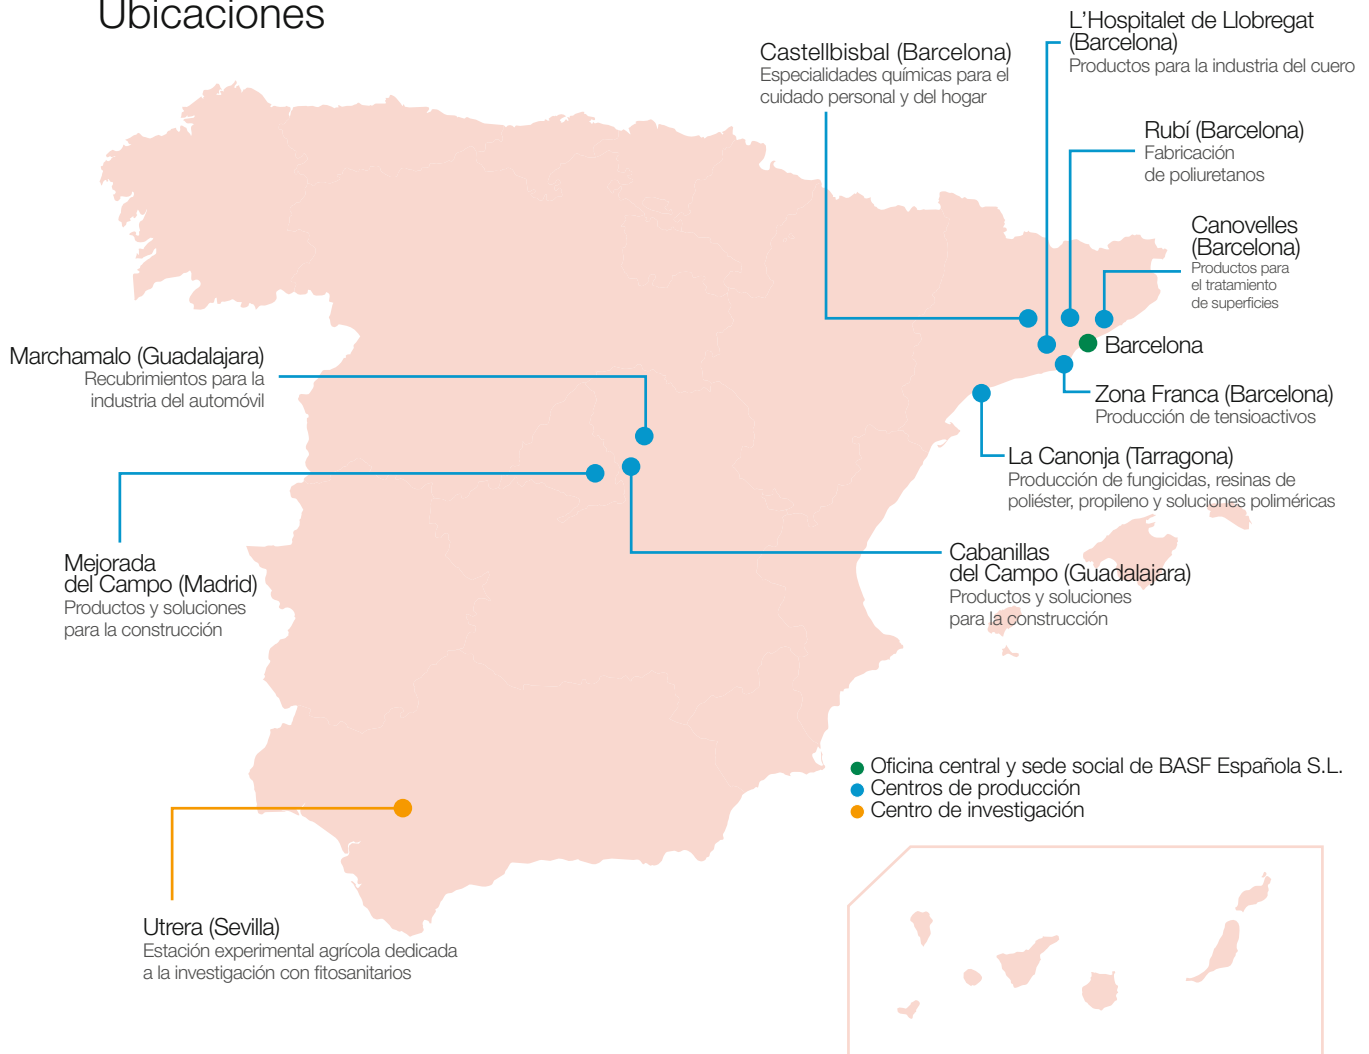 Ubicaciones
Castellbisbal (Barcelona)
Especialidades químicas para el
cuidado personal y del hogar
L’Hospitalet de Llobregat
(Barcelona)
Productos para la industria del cuero
Rubí (Barcelona)
Fabricación
de poliuretanos
Canovelles
(Barcelona)
Productos para
el tratamiento
de superficies
Barcelona
Marchamalo (Guadalajara)
Recubrimientos para la
industria del automóvil
Zona Franca (Barcelona)
Producción de tensioactivos
La Canonja (Tarragona)
Producción de fungicidas, resinas de
poliéster, propileno y soluciones poliméricas
Mejorada
del Campo (Madrid)
Productos y soluciones
para la construcción
Cabanillas
del Campo (Guadalajara)
Productos y soluciones
para la construcción
Oficina central y sede social de BASF Española S.L.
Centros de producción
Centro de investigación
Utrera (Sevilla)
Estación experimental agrícola dedicada
a la investigación con fitosanitarios